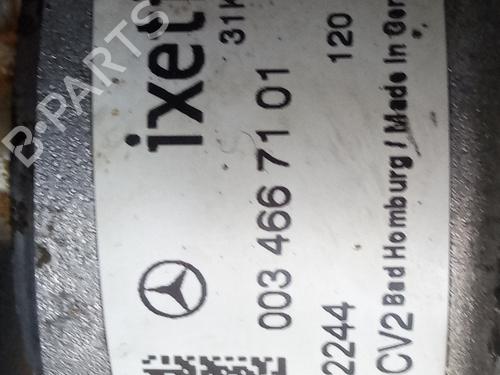 ixet
31K
003 466 71 01
120
2244
CV2 Bad Homburg / Made In Ger
B-PARTS